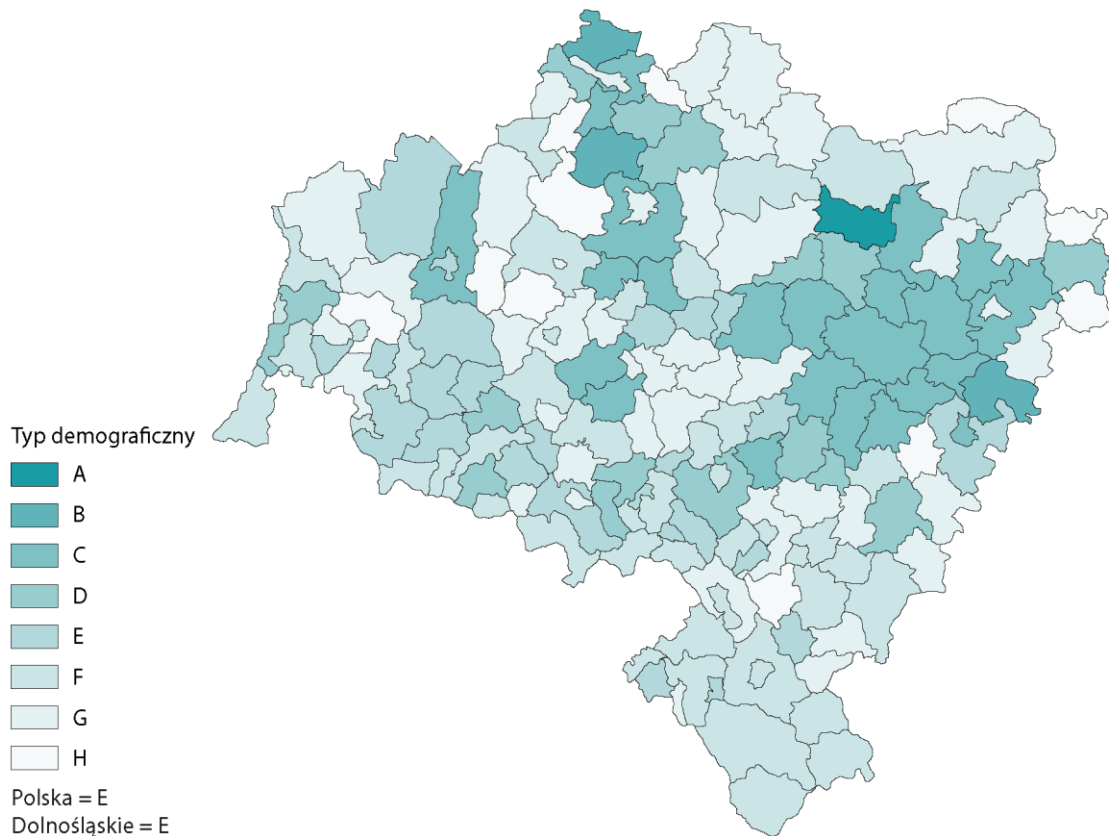 Typ demograficzny
A
B
C
D
E
F
G
H
Polska = E
Dolnośląskie = E